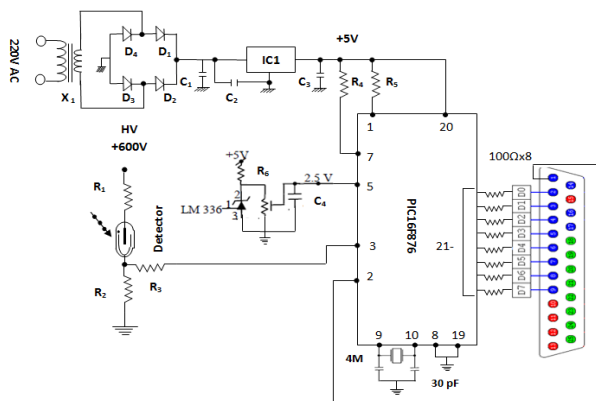 220V AC
X1
D4
D1
D3
D2
C1
C2
IC1
C3
+5V
R4
R5
HV
+600V
R1
Detector
R2
R3
+5V
R6
LM 336
1
2
3
2.5 V
C4
1
20
7
5
3
2
PIC16F876
21-
9
10
8
19
4M
30 pF
100Ωx8
D0
D1
D2
D3
D4
D5
D6
D7